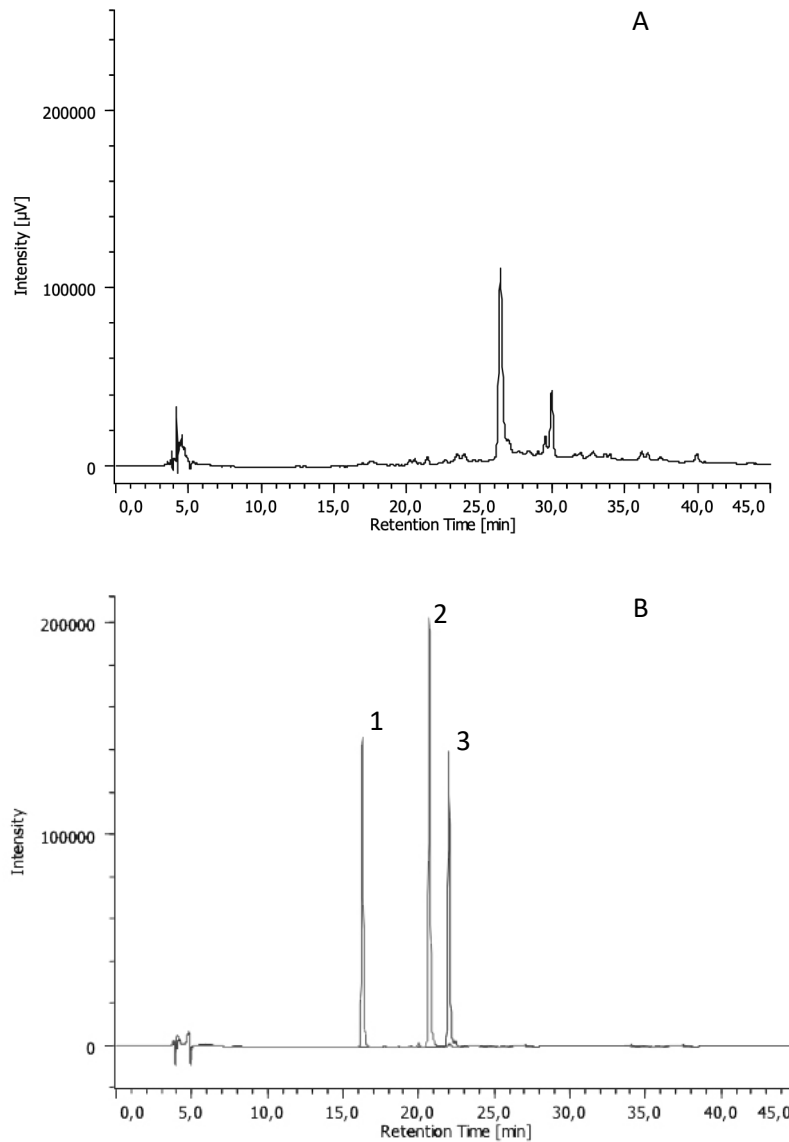 A
200000
100000
0
Intensity [µV]
0,0 5,0 10,0 15,0 20,0 25,0 30,0 35,0 40,0 45,0
Retention Time [min]
B
200000
100000
0
Intensity
1
2
3
0,0 5,0 10,0 15,0 20,0 25,0 30,0 35,0 40,0 45,0
Retention Time [min]